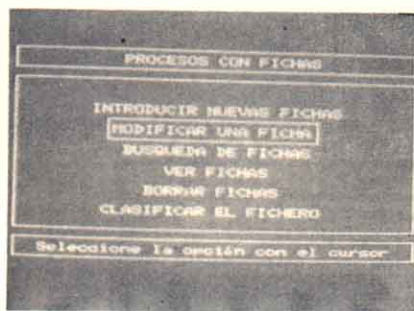 PROCESOS CON FICHAS
INTRODUCIR NUEVAS FICHAS
MODIFICAR UNA FICHA
BUSQUEDA DE FICHAS
VER FICHAS
BORRAR FICHAS
CLASIFICAR EL FICHERO
Seleccione la opción con el cursor